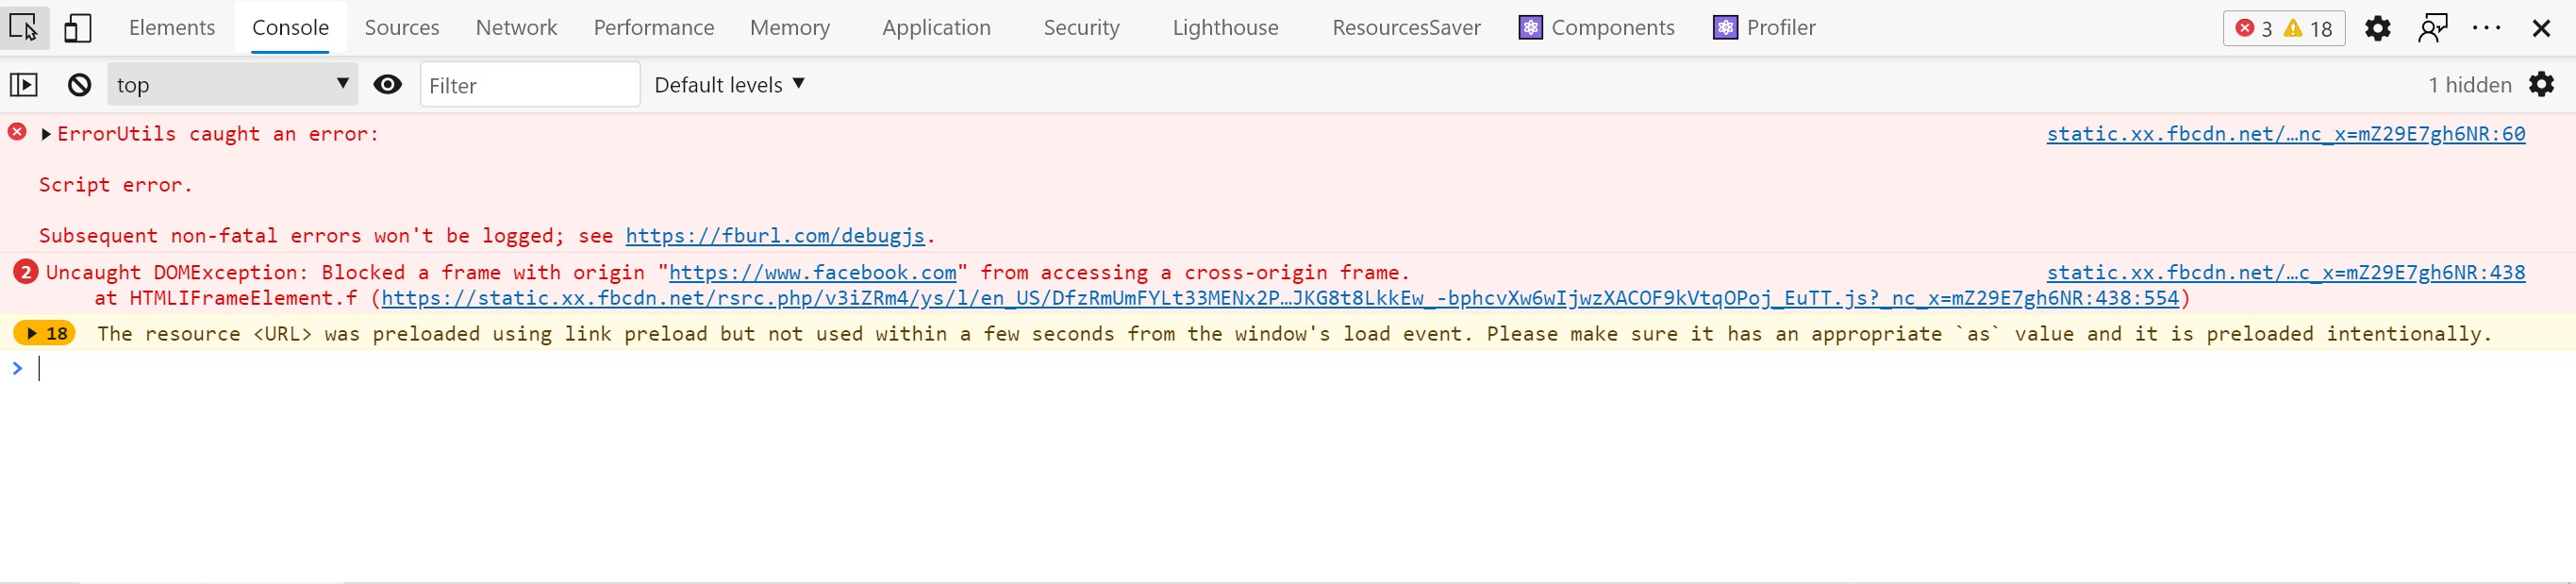 Elements Console Sources Network Performance Memory Application Security Lighthouse ResourcesSaver Components Profiler 3 18
top Filter Default levels 1 hidden
ErrorUtils caught an error: static.xx.fbcdn.net/…nc_x=mZ29E7gh6NR:60
Script error.
Subsequent non-fatal errors won't be logged; see https://fburl.com/debugjs.
2 Uncaught DOMException: Blocked a frame with origin "https://www.facebook.com" from accessing a cross-origin frame. static.xx.fbcdn.net/…c_x=mZ29E7gh6NR:438
at HTMLIFrameElement.f (https://static.xx.fbcdn.net/rsrc.php/v3iZRm4/ys/l/en_US/DfzRmUmFYLt33MENx2P…JKG8t8LkkEw_-bphcvXw6wIjwzXACOF9kVtqOPoj_EuTT.js?_nc_x=mZ29E7gh6NR:438:554)
18 The resource <URL> was preloaded using link preload but not used within a few seconds from the window's load event. Please make sure it has an appropriate `as` value and it is preloaded intentionally.